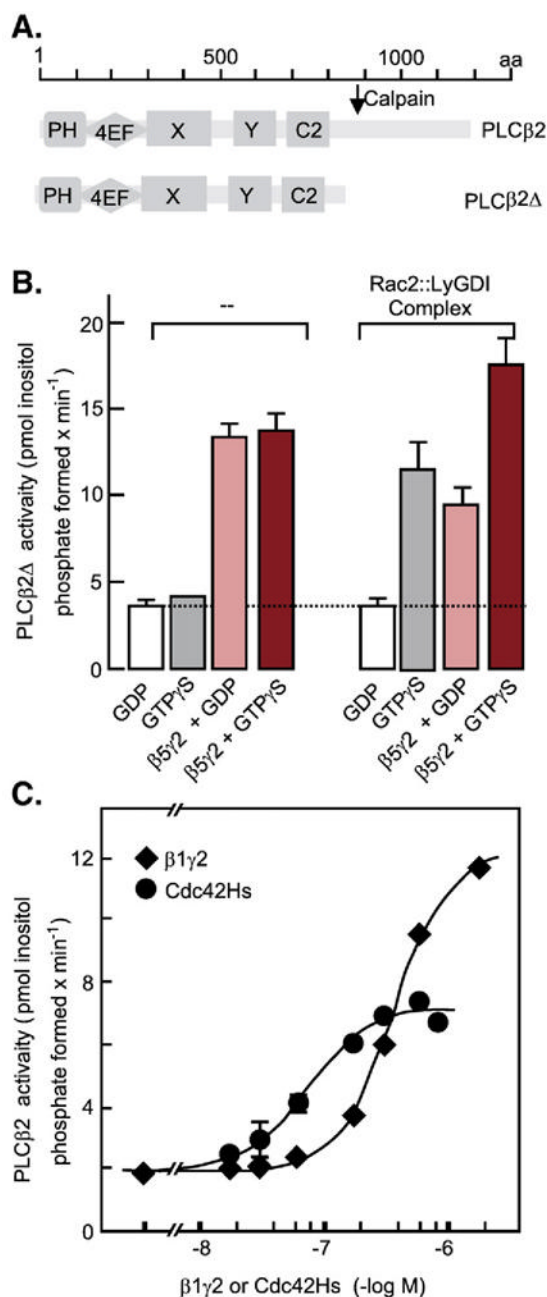 A.
1 500 1000 aa
Calpain
PH 4EF X Y C2 PLCβ2
PH 4EF X Y C2 PLCβ2Δ
B.
Rac2::LyGDI
Complex
--
PLCβ2Δ activaity (pmol inositol
phosphate formed x min⁻¹)
20
15
10
5
0
GDP
GTPγS
β5γ2 + GDP
β5γ2 + GTPγS
GDP
GTPγS
β5γ2 + GDP
β5γ2 + GTPγS
C.
PLCβ2 activaity ( pmol inositol
phosphate formed x min⁻¹)
12
8
4
0
β1γ2
Cdc42Hs
-8 -7 -6
β1γ2 or Cdc42Hs (-log M)